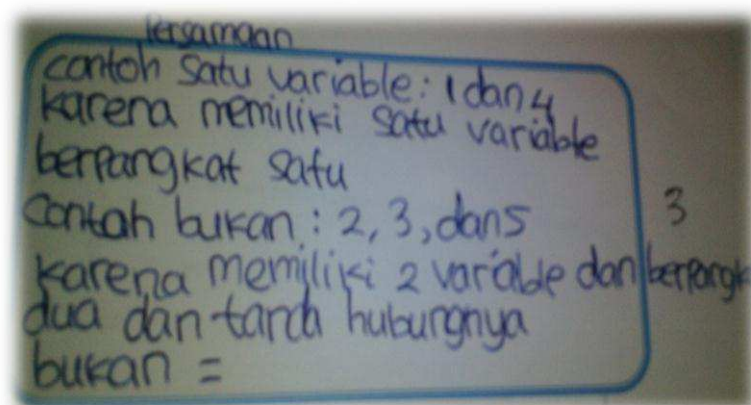 Persamaan
contoh satu variable: 1 dan 4
karena memiliki satu variable
berpangkat satu
Contoh bukan: 2, 3, dan 5
3
karena memiliki 2 variable dan berpangk
dua dan tanda hubungnya
bukan =